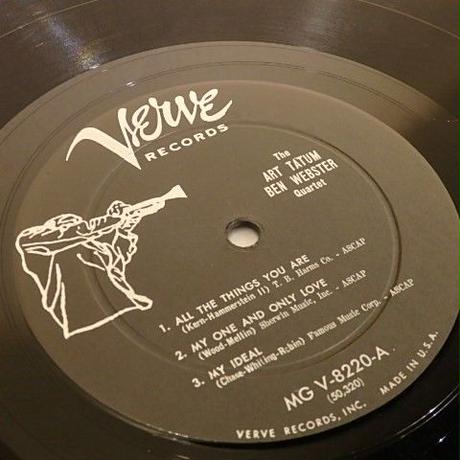 Verve
RECORDS
The
ART TATUM
BEN WEBSTER
Quartet
1. ALL THE THINGS YOU ARE
(Kern-Hammerstein II) T. B. Harms Co. - ASCAP
2. MY ONE AND ONLY LOVE
(Wood-Mellin) Sherwin Music, Inc. - ASCAP
3. MY IDEAL
(Chase-Whiting-Robin) Famous Music Corp. - ASCAP
MG V-8220-A
(50,320)
VERVE RECORDS, INC. MADE IN U.S.A.